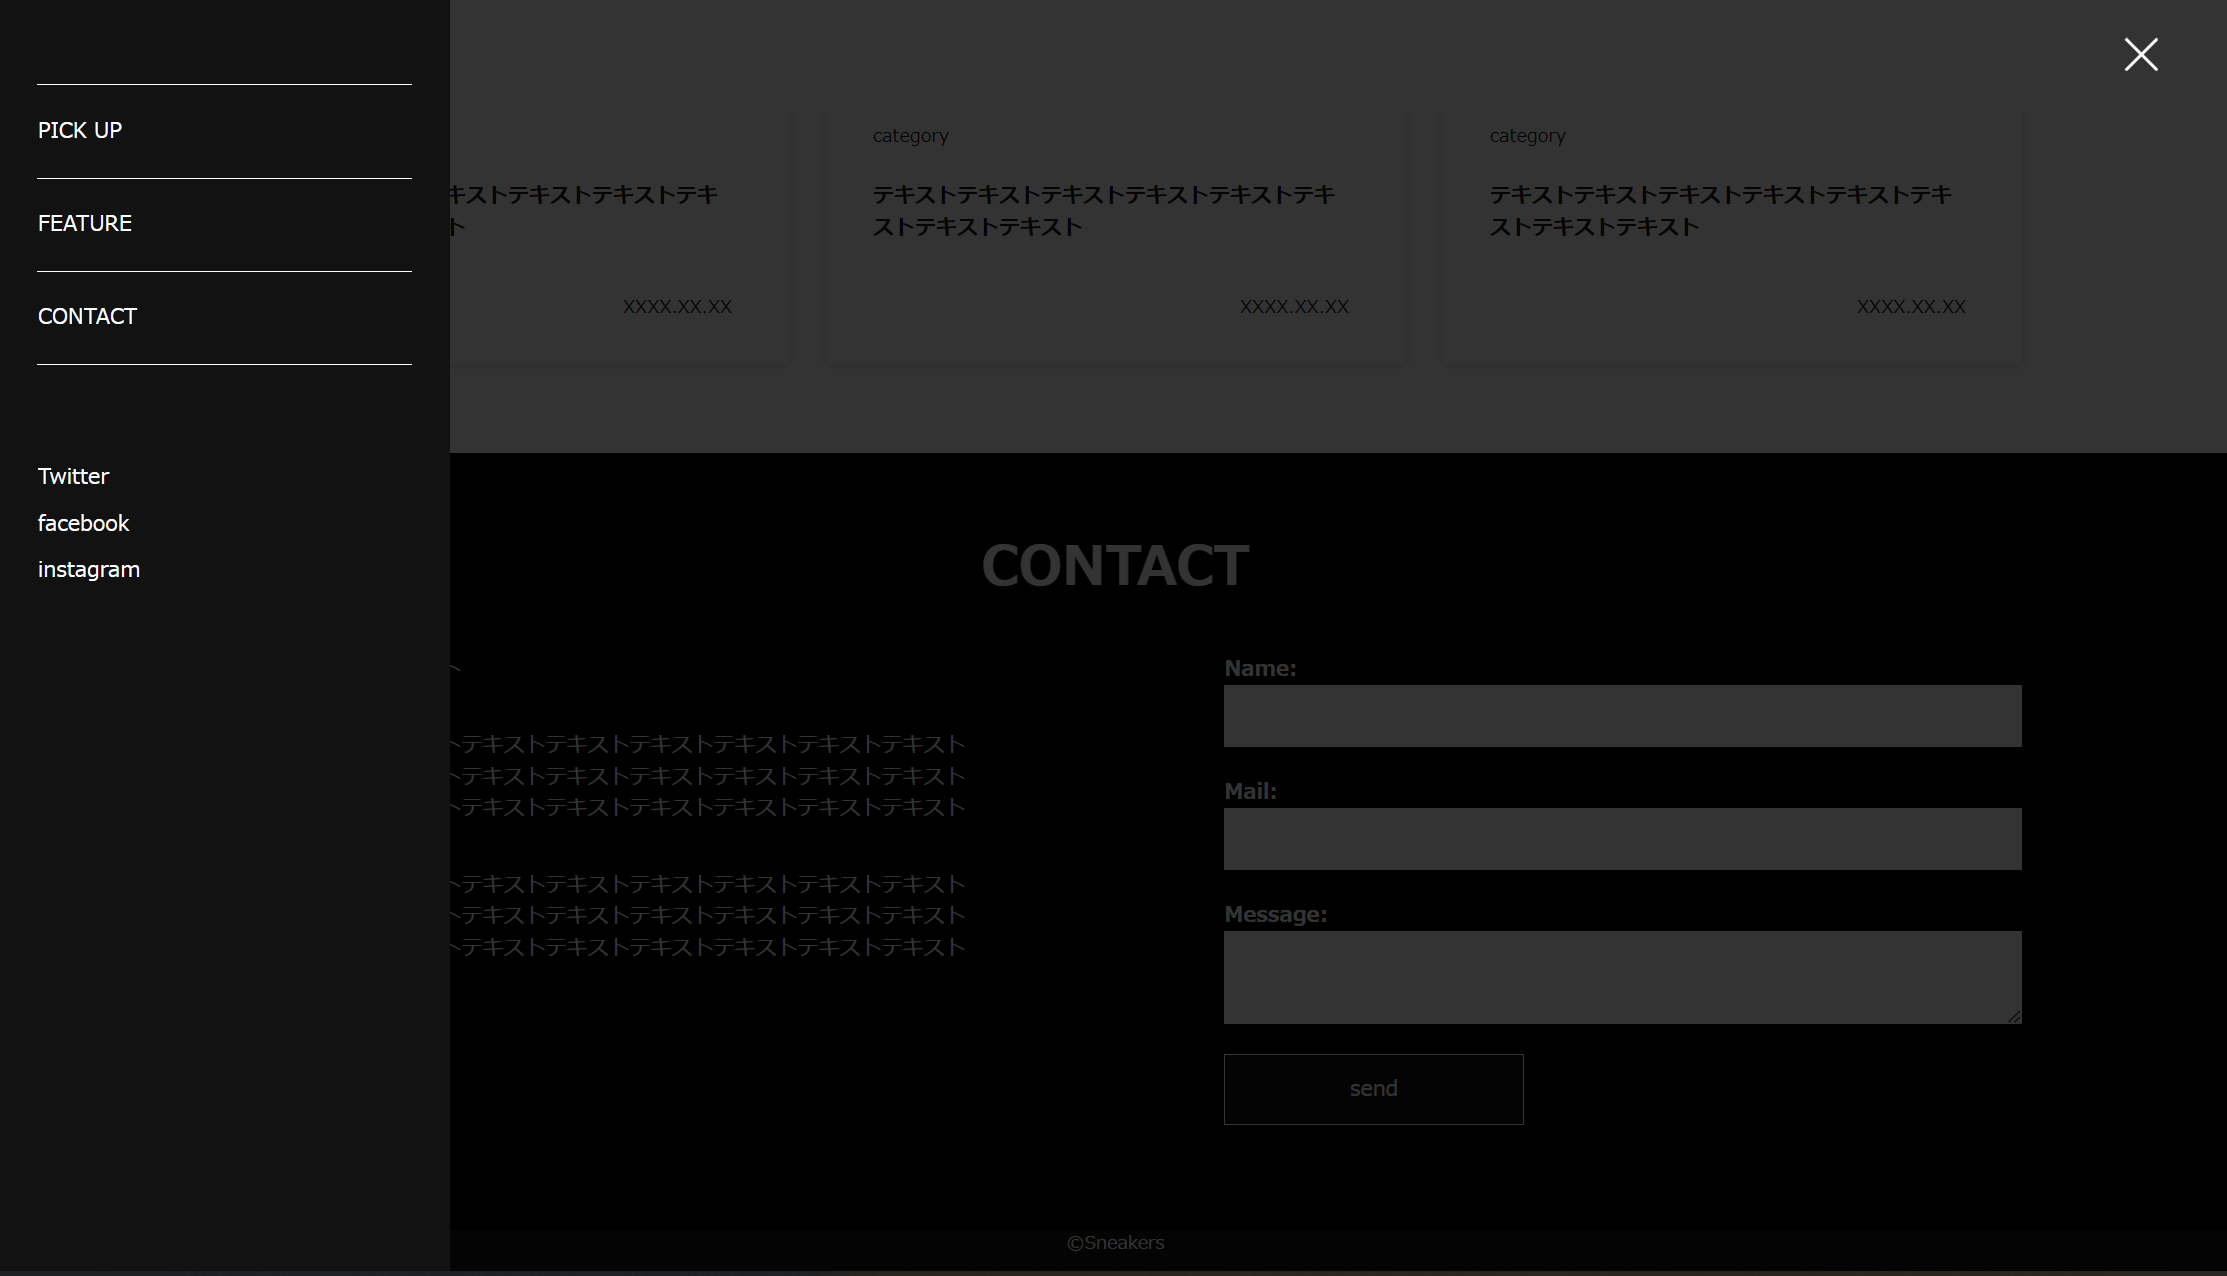 PICK UP
FEATURE
CONTACT
Twitter
facebook
instagram
キストテキストテキストテキ
ト
XXXX.XX.XX
category
テキストテキストテキストテキストテキストテキ
ストテキストテキスト
XXXX.XX.XX
category
テキストテキストテキストテキストテキストテキ
ストテキストテキスト
XXXX.XX.XX
CONTACT
テキストテキストテキストテキストテキストテキスト
テキストテキストテキストテキストテキストテキスト
テキストテキストテキストテキストテキストテキスト
テキストテキストテキストテキストテキストテキスト
テキストテキストテキストテキストテキストテキスト
テキストテキストテキストテキストテキストテキスト
Name:
Mail:
Message:
send
©Sneakers